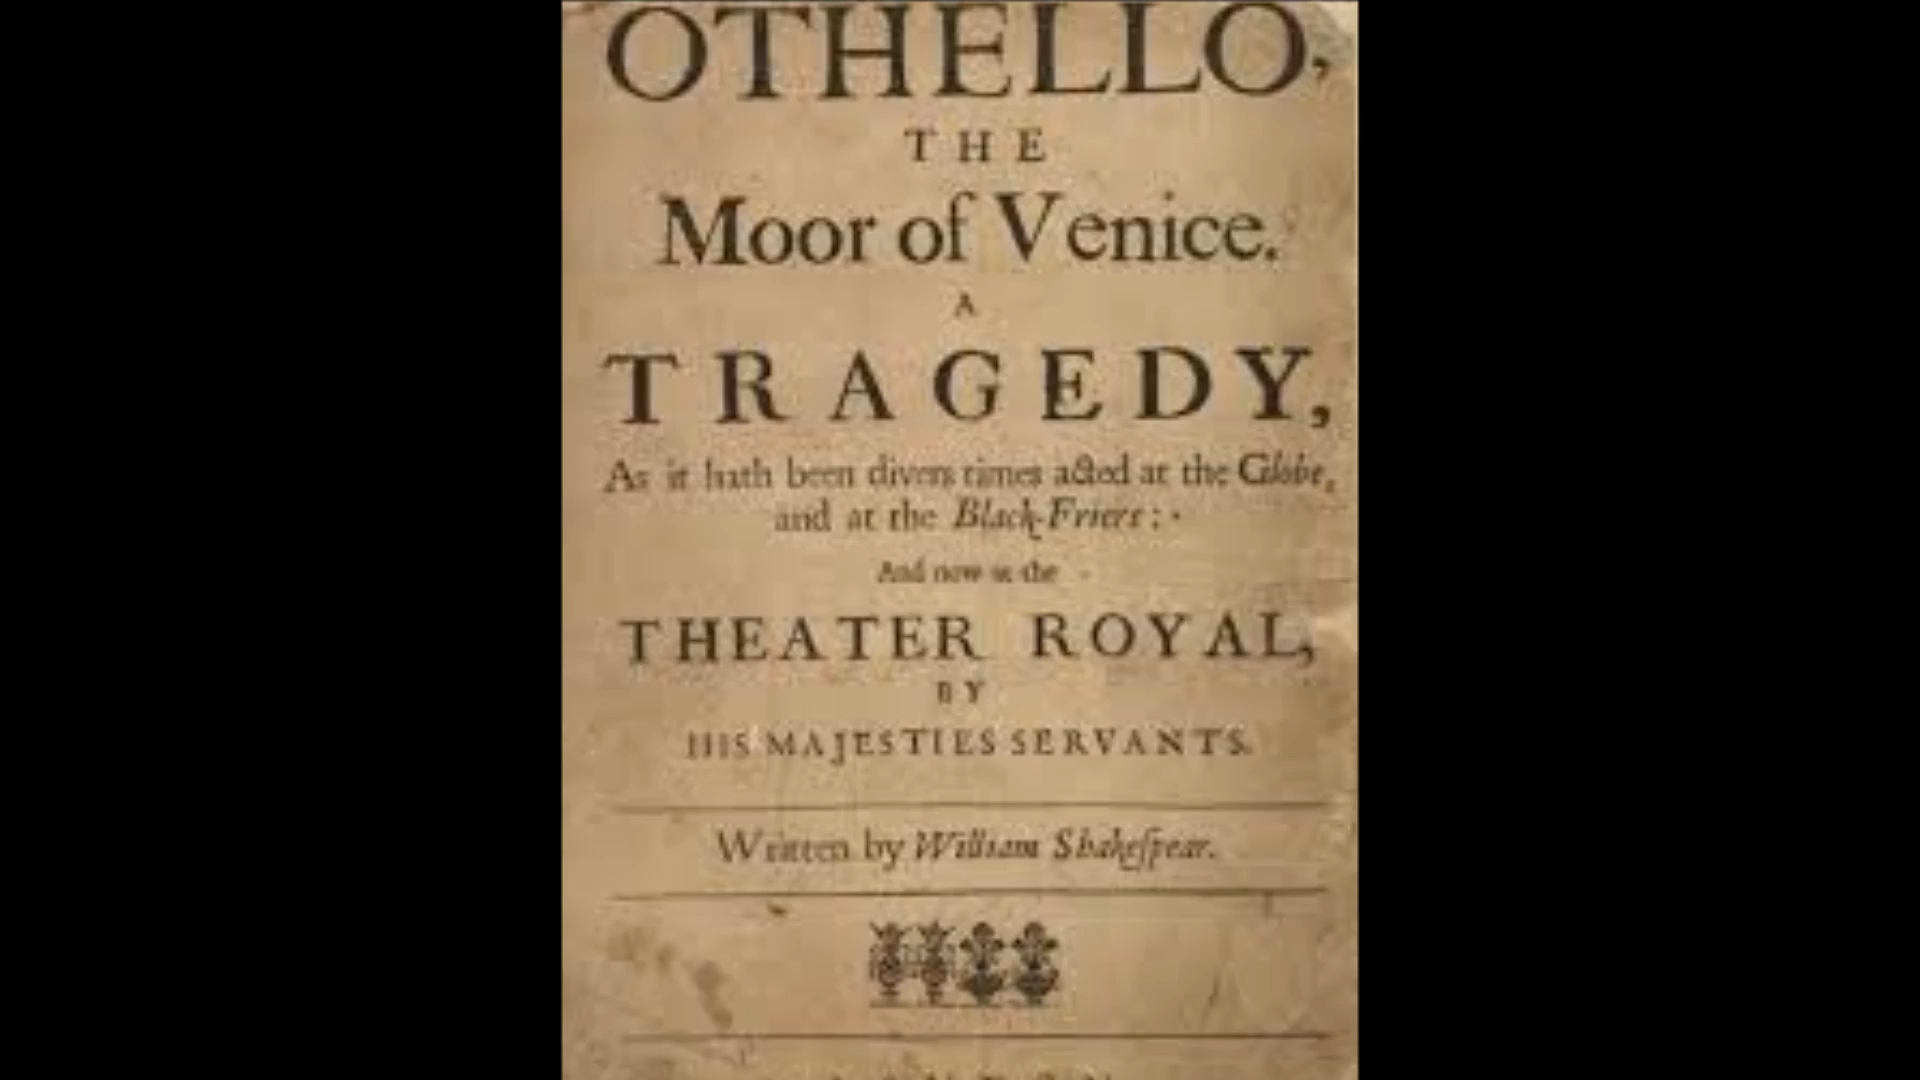 OTHELLO,
THE
Moor of Venice.
A
TRAGEDY,
As it hath been divers times acted at the Globe,
and at the Black-Friers:
And now at the
THEATER ROYAL,
BY
HIS MAJESTIES SERVANTS.
Written by William Shakeſpear.